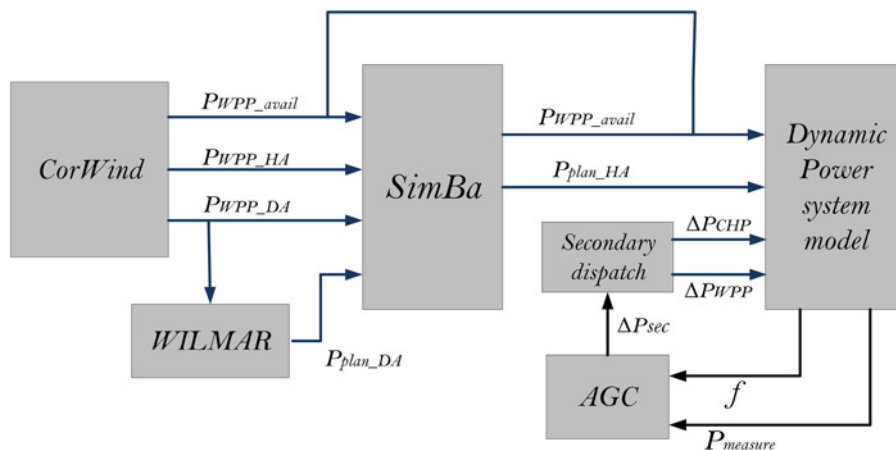 CorWind
PWPP_avail
PWPP_HA
PWPP_DA
WILMAR
Pplan_DA
SimBa
PWPP_avail
Pplan_HA
Secondary
dispatch
ΔPCHP
ΔPWPP
ΔPsec
AGC
Dynamic
Power
system
model
f
Pmeasure